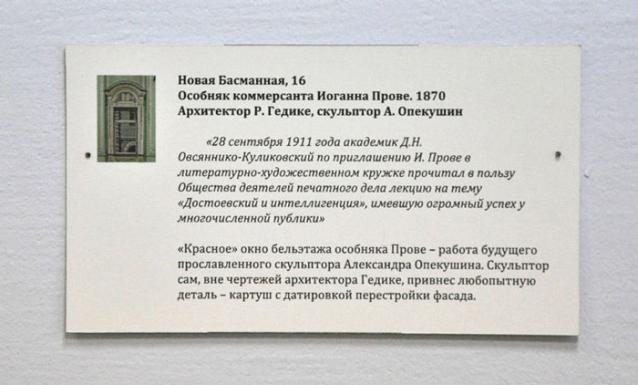 Новая Басманная, 16
Особняк коммерсанта Иоганна Прове. 1870
Архитектор Р. Гедике, скульптор А. Опекушин
«28 сентября 1911 года академик Д.Н.
Овсяннико-Куликовский по приглашению И. Прове в
литературно-художественном кружке прочитал в пользу
Общества деятелей печатного дела лекцию на тему
«Достоевский и интеллигенция», имевшую огромный успех у
многочисленной публики»
«Красное» окно бельэтажа особняка Прове – работа будущего
прославленного скульптора Александра Опекушина. Скульптор
сам, вне чертежей архитектора Гедике, привнес любопытную
деталь – картуш с датировкой перестройки фасада.